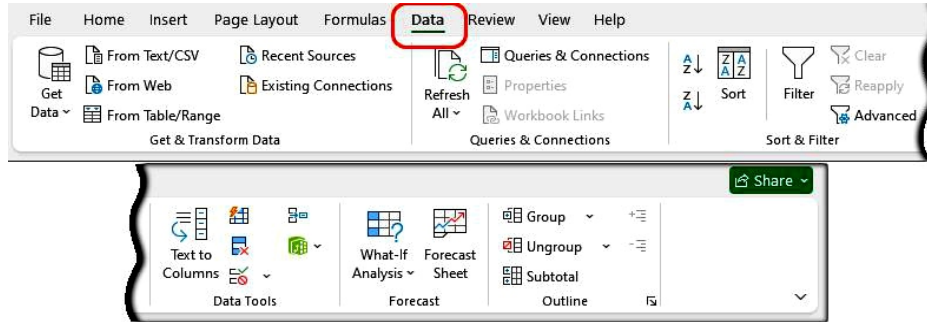 File Home Insert Page Layout Formulas Data Review View Help
From Text/CSV Recent Sources Queries & Connections Clear
From Web Existing Connections Properties Reapply
Get Data From Table/Range Refresh All Workbook Links Sort Filter Advanced
Get & Transform Data Queries & Connections Sort & Filter
Share
Group
Text to Columns What-If Analysis Forecast Sheet Ungroup
Subtotal
Data Tools Forecast Outline